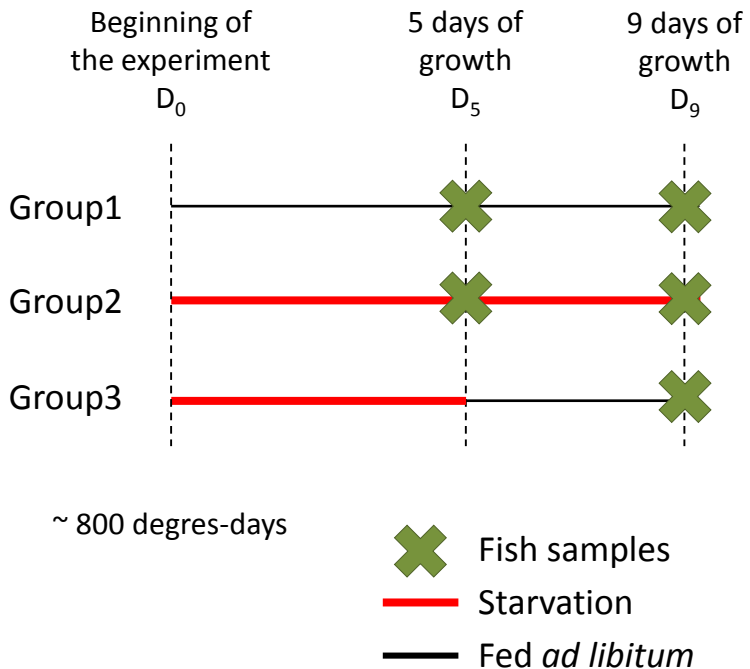 Beginning of
the experiment
D₀
5 days of
growth
D₅
9 days of
growth
D₉
Group1
Group2
Group3
~ 800 degres-days
Fish samples
Starvation
Fed ad libitum